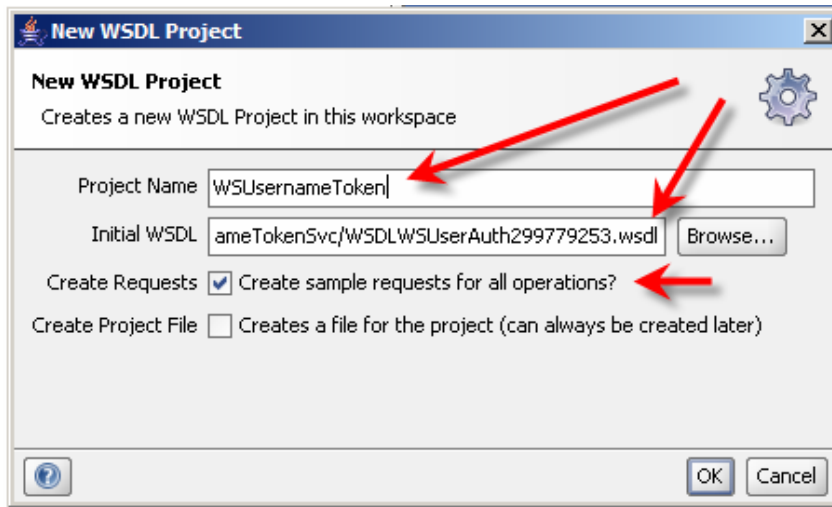 New WSDL Project
New WSDL Project
Creates a new WSDL Project in this workspace
Project Name WSUsernameToken
Initial WSDL ameTokenSvc/WSDLWSUserAuth299779253.wsdl Browse...
Create Requests Create sample requests for all operations?
Create Project File Creates a file for the project (can always be created later)
? OK Cancel